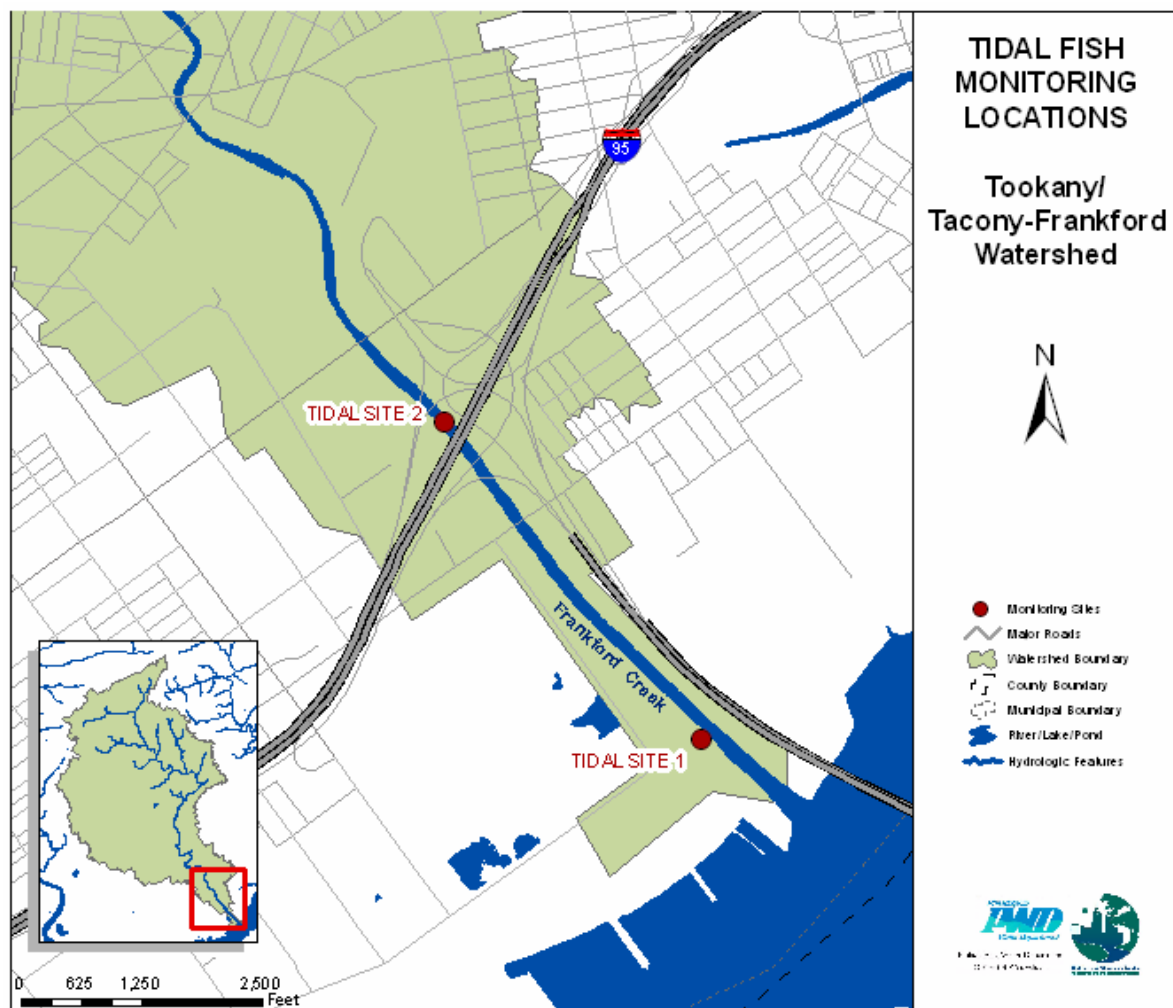 TIDAL FISH
MONITORING
LOCATIONS
Tookany/
Tacony-Frankford
Watershed
N
95
TIDAL SITE 2
Frankford Creek
TIDAL SITE 1
Monitoring Sites
Major Roads
Watershed Boundary
County Boundary
Municipal Boundary
River/Lake/Pond
Hydrologic Features
PWD
0 625 1,250 2,500
Feet